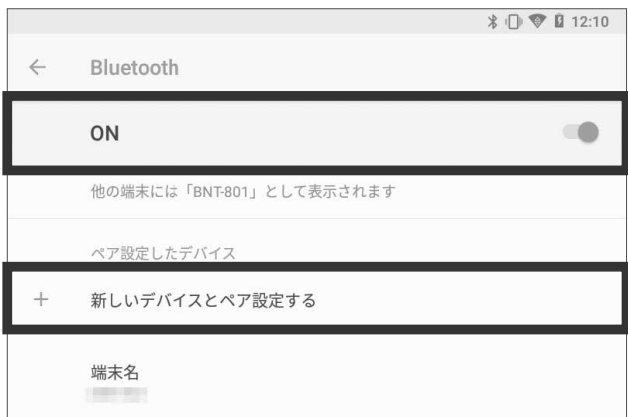 12:10
Bluetooth
ON
他の端末には「BNT-801」として表示されます
ペア設定したデバイス
新しいデバイスとペア設定する
端末名